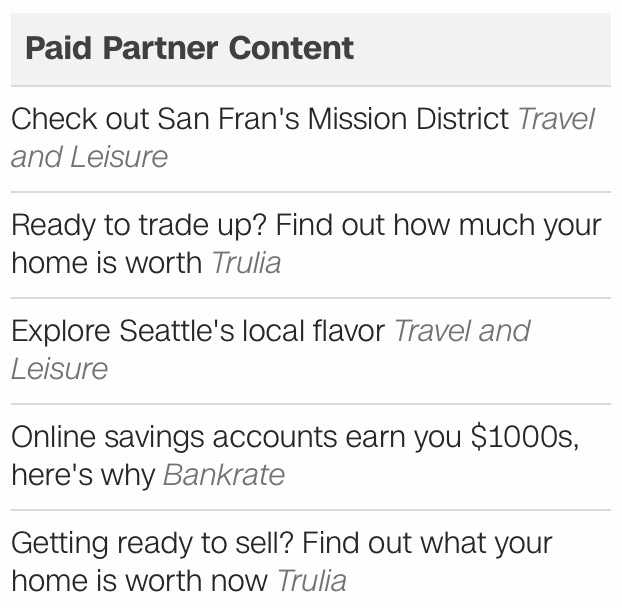 Paid Partner Content
Check out San Fran's Mission District Travel
and Leisure
Ready to trade up? Find out how much your
home is worth Trulia
Explore Seattle's local flavor Travel and
Leisure
Online savings accounts earn you $1000s,
here's why Bankrate
Getting ready to sell? Find out what your
home is worth now Trulia